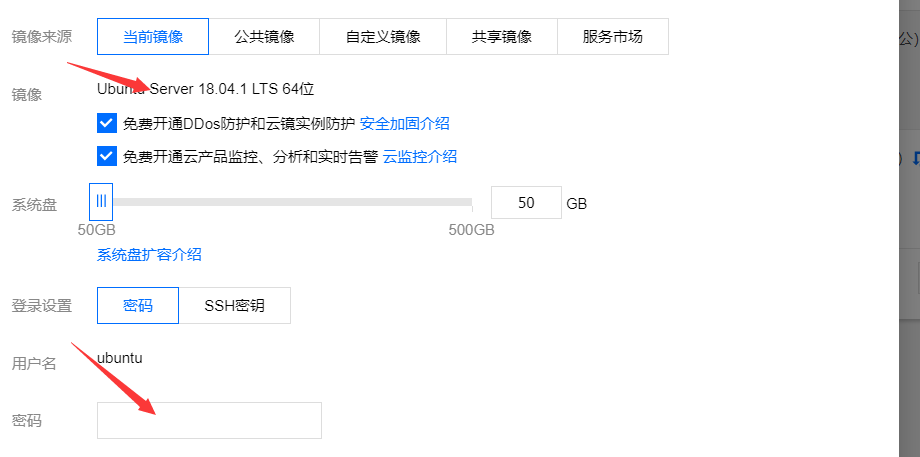 镜像来源 当前镜像 公共镜像 自定义镜像 共享镜像 服务市场
公)
镜像 Ubuntu Server 18.04.1 LTS 64位
免费开通DDos防护和云镜实例防护 安全加固介绍
免费开通云产品监控、分析和实时告警 云监控介绍
)
系统盘 50 GB
50GB 500GB
系统盘扩容介绍
登录设置 密码 SSH密钥
用户名 ubuntu
密码